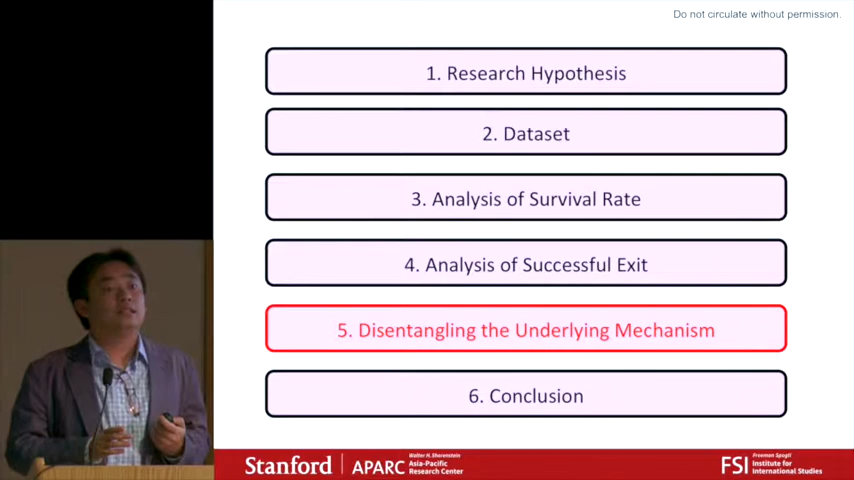 Do not circulate without permission.
1. Research Hypothesis
2. Dataset
3. Analysis of Survival Rate
4. Analysis of Successful Exit
5. Disentangling the Underlying Mechanism
6. Conclusion
Stanford
APARC
Walter H. Shorenstein
Asia-Pacific
Research Center
FSI
Freeman Spogli
Institute for
International Studies